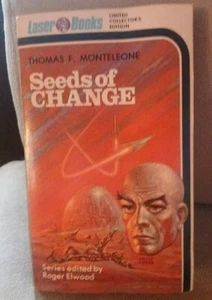 Laser Books
LIMITED
COLLECTOR'S
EDITION
THOMAS F. MONTELEONE
Seeds of
CHANGE
Series edited by
Roger Elwood